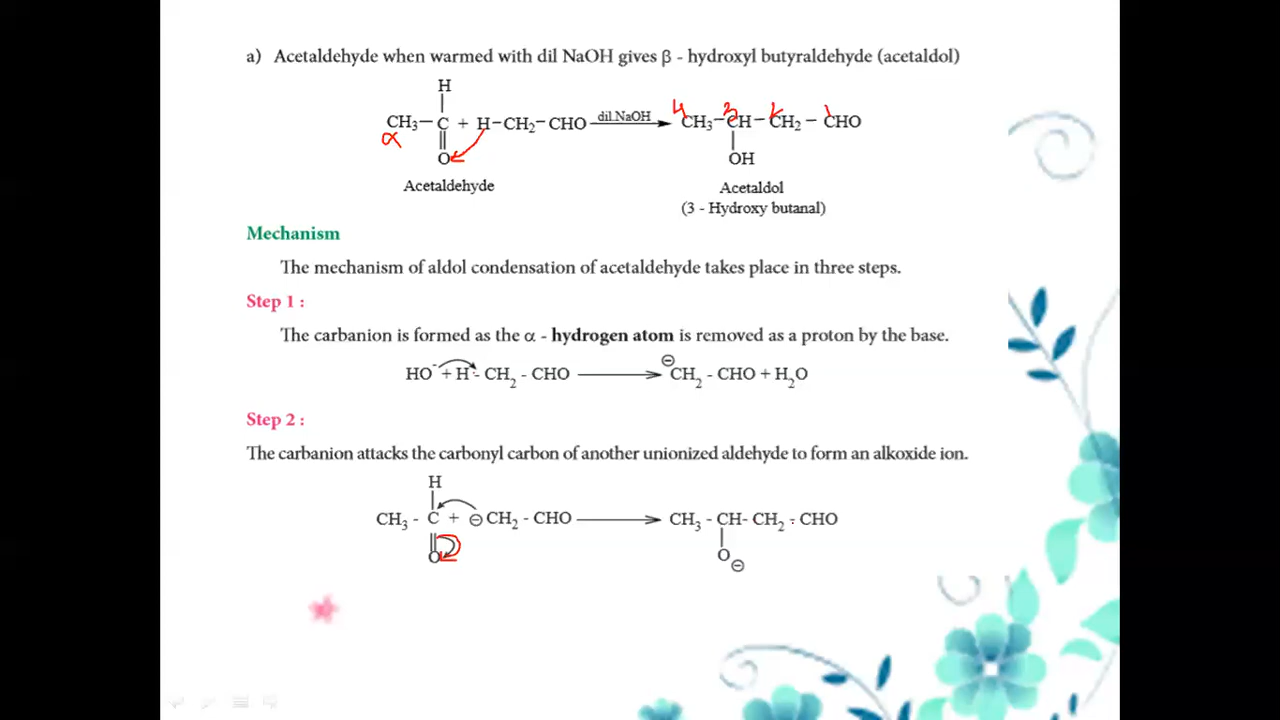 a) Acetaldehyde when warmed with dil NaOH gives β - hydroxyl butyraldehyde (acetaldol)
H
4 3 2 1
CH₃ – C + H – CH₂ – CHO dil.NaOH CH₃ – CH – CH₂ – CHO
α
O OH
Acetaldehyde Acetaldol
(3 - Hydroxy butanal)
Mechanism
The mechanism of aldol condensation of acetaldehyde takes place in three steps.
Step 1 :
The carbanion is formed as the α - hydrogen atom is removed as a proton by the base.
HO⁻ + H - CH₂ - CHO ⟶ ⊖CH₂ - CHO + H₂O
Step 2 :
The carbanion attacks the carbonyl carbon of another unionized aldehyde to form an alkoxide ion.
H
CH₃ - C + ⊖CH₂ - CHO ⟶ CH₃ - CH- CH₂ - CHO
O O⊖